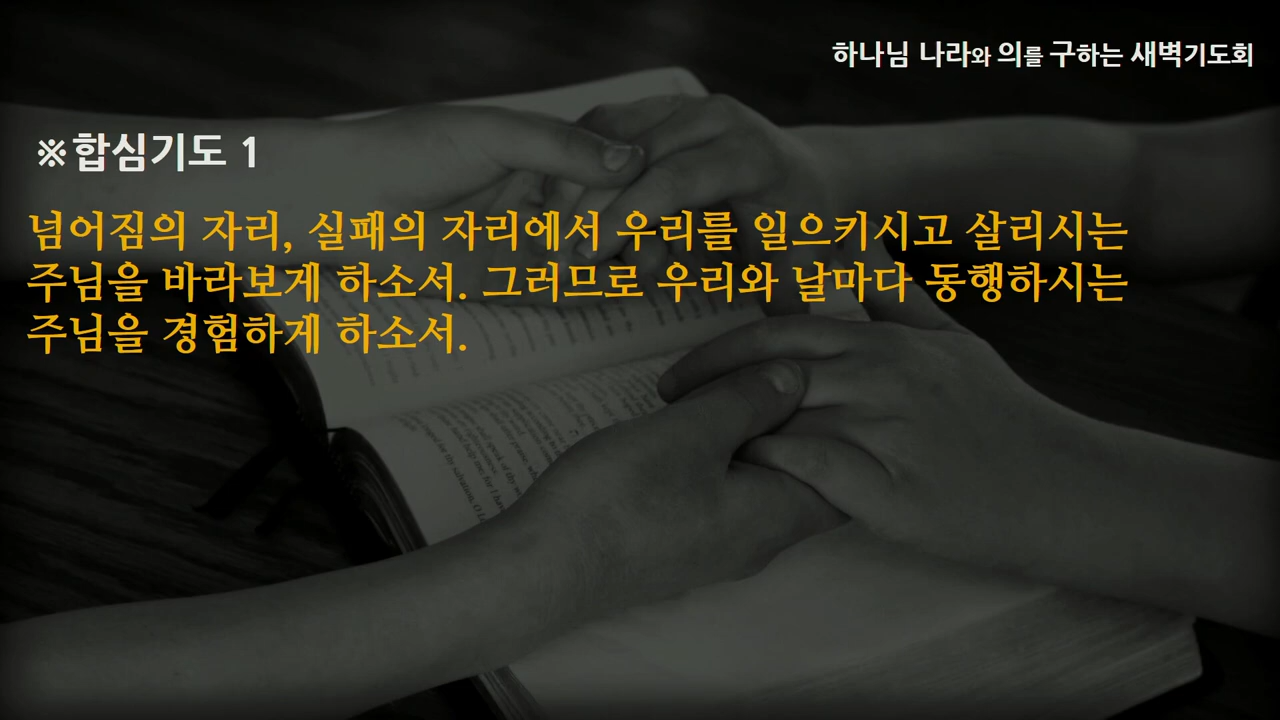 하나님 나라와 의를 구하는 새벽기도회
※합심기도 1
넘어짐의 자리, 실패의 자리에서 우리를 일으키시고 살리시는
주님을 바라보게 하소서. 그러므로 우리와 날마다 동행하시는
주님을 경험하게 하소서.